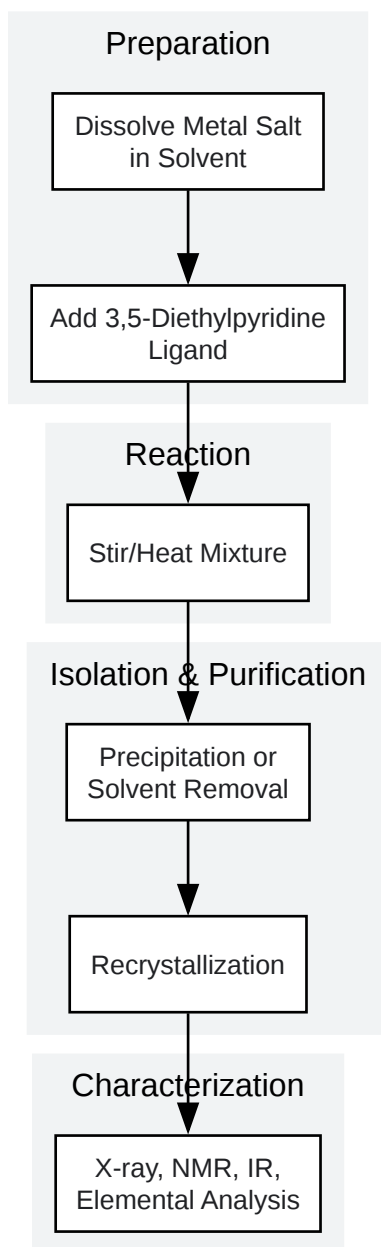 Preparation
Dissolve Metal Salt
in Solvent
Add 3,5-Diethylpyridine
Ligand
Reaction
Stir/Heat Mixture
Isolation & Purification
Precipitation or
Solvent Removal
Recrystallization
Characterization
X-ray, NMR, IR,
Elemental Analysis